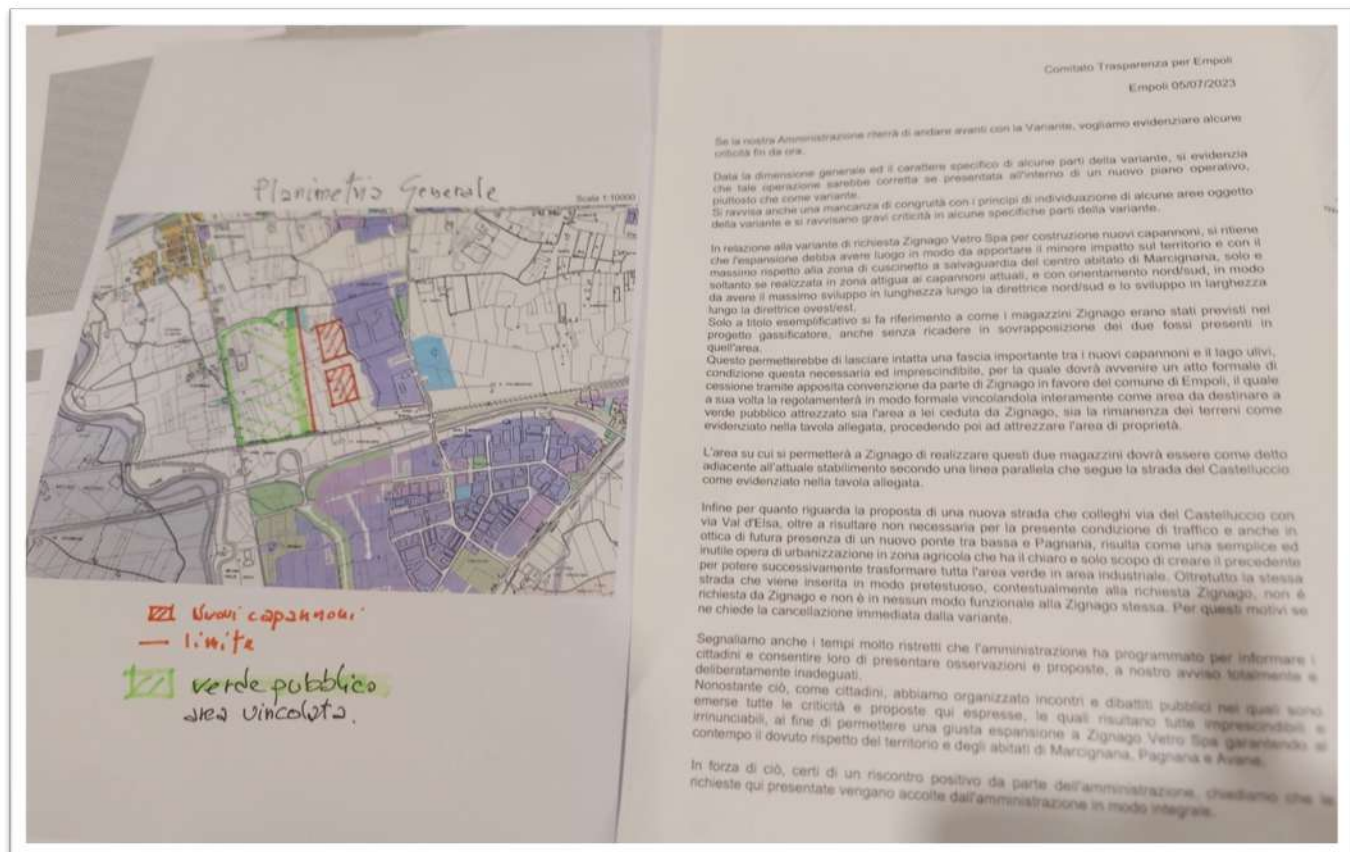 Planimetria Generale
Scala 1:10000
Nuovi capannoni
limite
verde pubblico
area vincolata.
Comitato Trasparenza per Empoli
Empoli 05/07/2023
Se la nostra Amministrazione riterrà di andare avanti con la Variante, vogliamo evidenziare alcune
criticità fin da ora.
Data la dimensione generale ed il carattere specifico di alcune parti della variante, si evidenzia
che tale operazione sarebbe corretta se presentata all'interno di un nuovo piano operativo,
piuttosto che come variante.
Si ravvisa anche una mancanza di congruità con i principi di individuazione di alcune aree oggetto
della variante e si ravvisano gravi criticità in alcune specifiche parti della variante.
In relazione alla variante di richiesta Zignago Vetro Spa per costruzione nuovi capannoni, si ritiene
che l'espansione debba avere luogo in modo da apportare il minore impatto sul territorio e con il
massimo rispetto alla zona di cuscinetto a salvaguardia del centro abitato di Marcignana, solo e
soltanto se realizzata in zona attigua ai capannoni attuali, e con orientamento nord/sud, in modo
da avere il massimo sviluppo in lunghezza lungo la direttrice nord/sud e lo sviluppo in larghezza
lungo la direttrice ovest/est.
Solo a titolo esemplificativo si fa riferimento a come i magazzini Zignago erano stati previsti nel
progetto gassificatore, anche senza ricadere in sovrapposizione dei due fossi presenti in
quell'area.
Questo permetterebbe di lasciare intatta una fascia importante tra i nuovi capannoni e il lago ulivi,
condizione questa necessaria ed imprescindibile, per la quale dovrà avvenire un atto formale di
cessione tramite apposita convenzione da parte di Zignago in favore del comune di Empoli, il quale
a sua volta la regolamenterà in modo formale vincolandola interamente come area da destinare a
verde pubblico attrezzato sia l'area a lei ceduta da Zignago, sia la rimanenza dei terreni come
evidenziato nella tavola allegata, procedendo poi ad attrezzare l'area di proprietà.
L'area su cui si permetterà a Zignago di realizzare questi due magazzini dovrà essere come detto
adiacente all'attuale stabilimento secondo una linea parallela che segue la strada del Castelluccio
come evidenziato nella tavola allegata.
Infine per quanto riguarda la proposta di una nuova strada che colleghi via del Castelluccio con
via Val d'Elsa, oltre a risultare non necessaria per la presente condizione di traffico e anche in
ottica di futura presenza di un nuovo ponte tra bassa e Pagnana, risulta come una semplice ed
inutile opera di urbanizzazione in zona agricola che ha il chiaro e solo scopo di creare il precedente
per potere successivamente trasformare tutta l'area verde in area industriale. Oltretutto la stessa
strada che viene inserita in modo pretestuoso, contestualmente alla richiesta Zignago, non è
richiesta da Zignago e non è in nessun modo funzionale alla Zignago stessa. Per questi motivi se
ne chiede la cancellazione immediata dalla variante.
Segnaliamo anche i tempi molto ristretti che l'amministrazione ha programmato per informare i
cittadini e consentire loro di presentare osservazioni e proposte, a nostro avviso totalmente e
deliberatamente inadeguati.
Nonostante ciò, come cittadini, abbiamo organizzato incontri e dibattiti pubblici nei quali sono
emerse tutte le criticità e proposte qui espresse, le quali risultano tutte imprescindibili e
irrinunciabili, al fine di permettere una giusta espansione a Zignago Vetro Spa garantendo al
contempo il dovuto rispetto del territorio e degli abitati di Marcignana, Pagnana e Avane.
In forza di ciò, certi di un riscontro positivo da parte dell'amministrazione, chiediamo che le
richieste qui presentate vengano accolte dall'amministrazione in modo integrale.